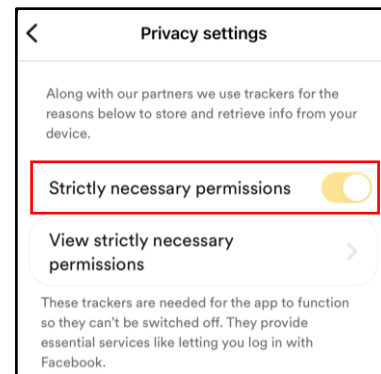 Privacy settings
Along with our partners we use trackers for the
reasons below to store and retrieve info from your
device.
Strictly necessary permissions
View strictly necessary
permissions
These trackers are needed for the app to function
so they can't be switched off. They provide
essential services like letting you log in with
Facebook.